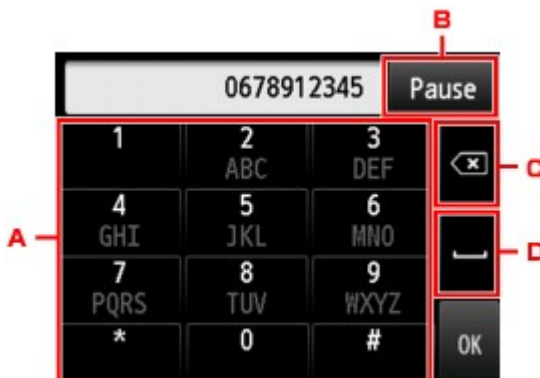 B
0678912345 Pause
1 2 3
ABC DEF
C
4 5 6
GHI JKL MNO
A
D
7 8 9
PQRS TUV WXYZ
* 0 # OK